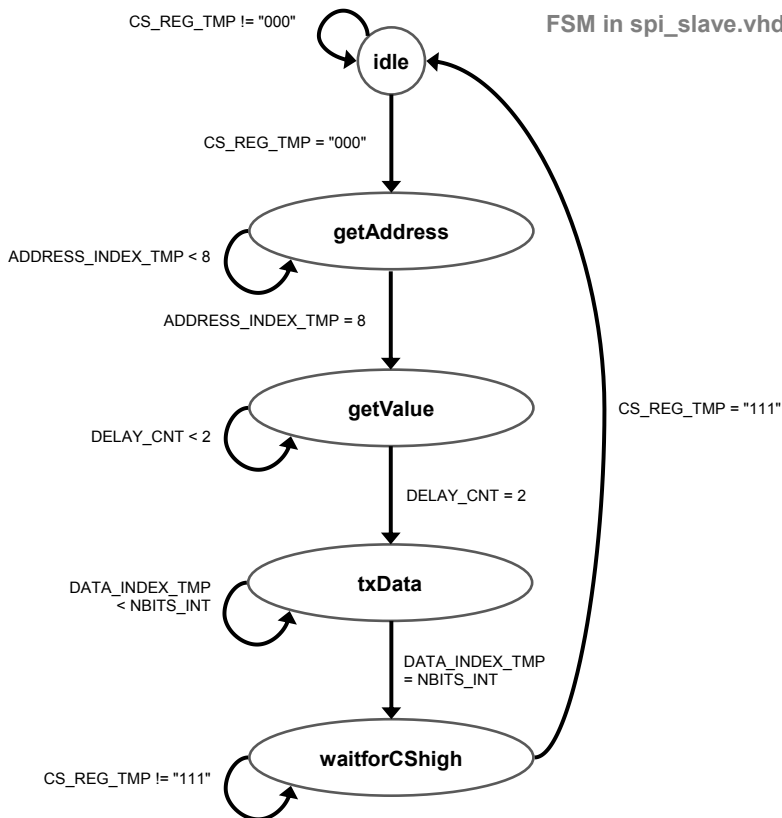 CS_REG_TMP != "000"
FSM in spi_slave.vhd
idle
CS_REG_TMP = "000"
getAddress
ADDRESS_INDEX_TMP < 8
ADDRESS_INDEX_TMP = 8
getValue
CS_REG_TMP = "111"
DELAY_CNT < 2
DELAY_CNT = 2
txData
DATA_INDEX_TMP
< NBITS_INT
DATA_INDEX_TMP
= NBITS_INT
waitforCShigh
CS_REG_TMP != "111"